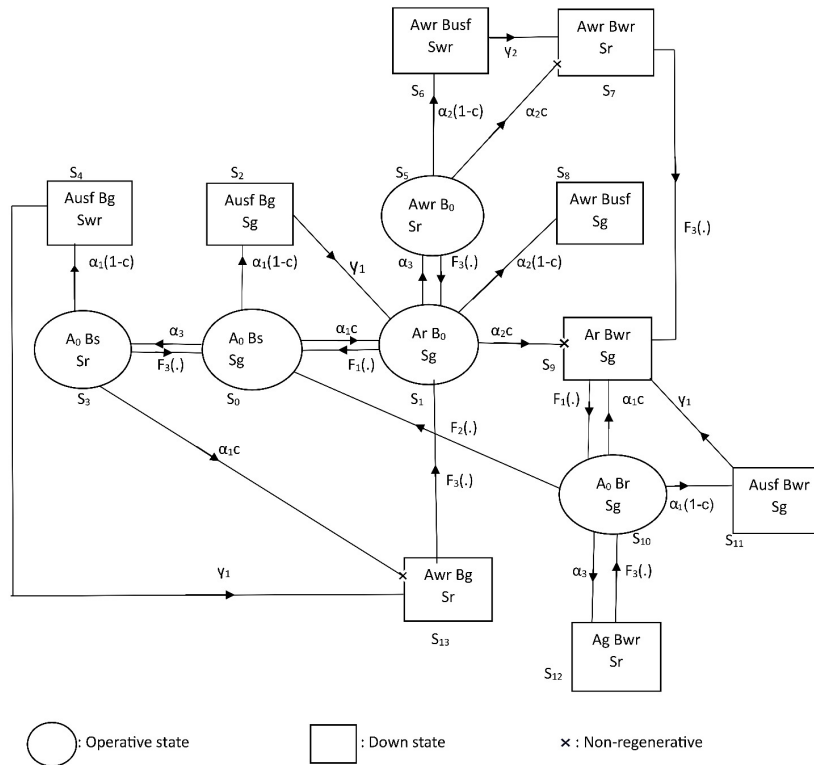 Awr Busf
Swr
S₆
γ₂
Awr Bwr
Sr
S₇
α₂(1-c)
α₂c
S₄
Ausf Bg
Swr
S₂
Ausf Bg
Sg
S₅
Awr B₀
Sr
S₈
Awr Busf
Sg
F₃(.)
α₁(1-c)
α₁(1-c)
γ₁
α₃
F₃(.)
α₂(1-c)
A₀ Bs
Sr
S₃
α₃
F₃(.)
A₀ Bs
Sg
S₀
α₁c
F₁(.)
Ar B₀
Sg
S₁
α₂c
S₉
Ar Bwr
Sg
F₂(.)
F₁(.)
α₁c
γ₁
α₁c
F₃(.)
A₀ Br
Sg
S₁₀
α₁(1-c)
Ausf Bwr
Sg
S₁₁
γ₁
Awr Bg
Sr
S₁₃
α₃
F₃(.)
S₁₂
Ag Bwr
Sr
: Operative state
: Down state
× : Non-regenerative